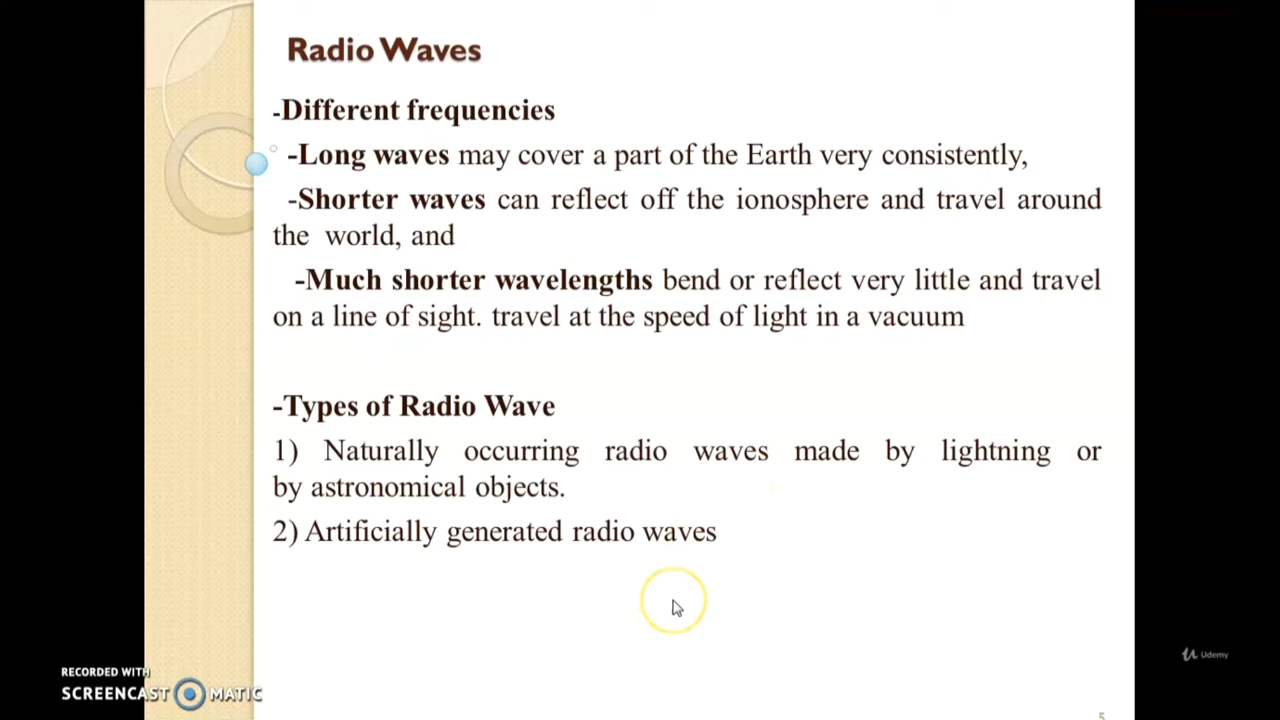 Radio Waves
-Different frequencies
-Long waves may cover a part of the Earth very consistently,
-Shorter waves can reflect off the ionosphere and travel around
the world, and
-Much shorter wavelengths bend or reflect very little and travel
on a line of sight. travel at the speed of light in a vacuum
-Types of Radio Wave
1) Naturally occurring radio waves made by lightning or
by astronomical objects.
2) Artificially generated radio waves
Udemy
RECORDED WITH
SCREENCAST MATIC
5